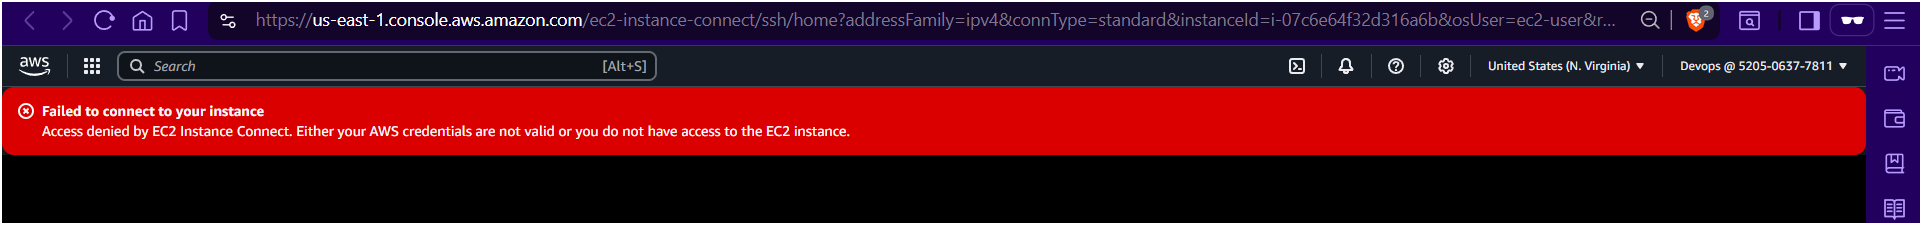 https://us-east-1.console.aws.amazon.com/ec2-instance-connect/ssh/home?addressFamily=ipv4&connType=standard&instanceId=i-07c6e64f32d316a6b&osUser=ec2-user&r...
2
aws
Search
[Alt+S]
United States (N. Virginia)
Devops @ 5205-0637-7811
Failed to connect to your instance
Access denied by EC2 Instance Connect. Either your AWS credentials are not valid or you do not have access to the EC2 instance.